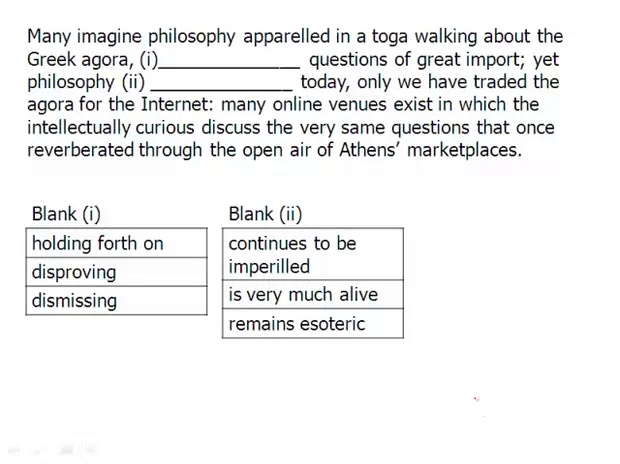 Many imagine philosophy apparelled in a toga walking about the
Greek agora, (i)_____________ questions of great import; yet
philosophy (ii) _____________ today, only we have traded the
agora for the Internet: many online venues exist in which the
intellectually curious discuss the very same questions that once
reverberated through the open air of Athens’ marketplaces.
Blank (i)
holding forth on
disproving
dismissing
Blank (ii)
continues to be
imperilled
is very much alive
remains esoteric